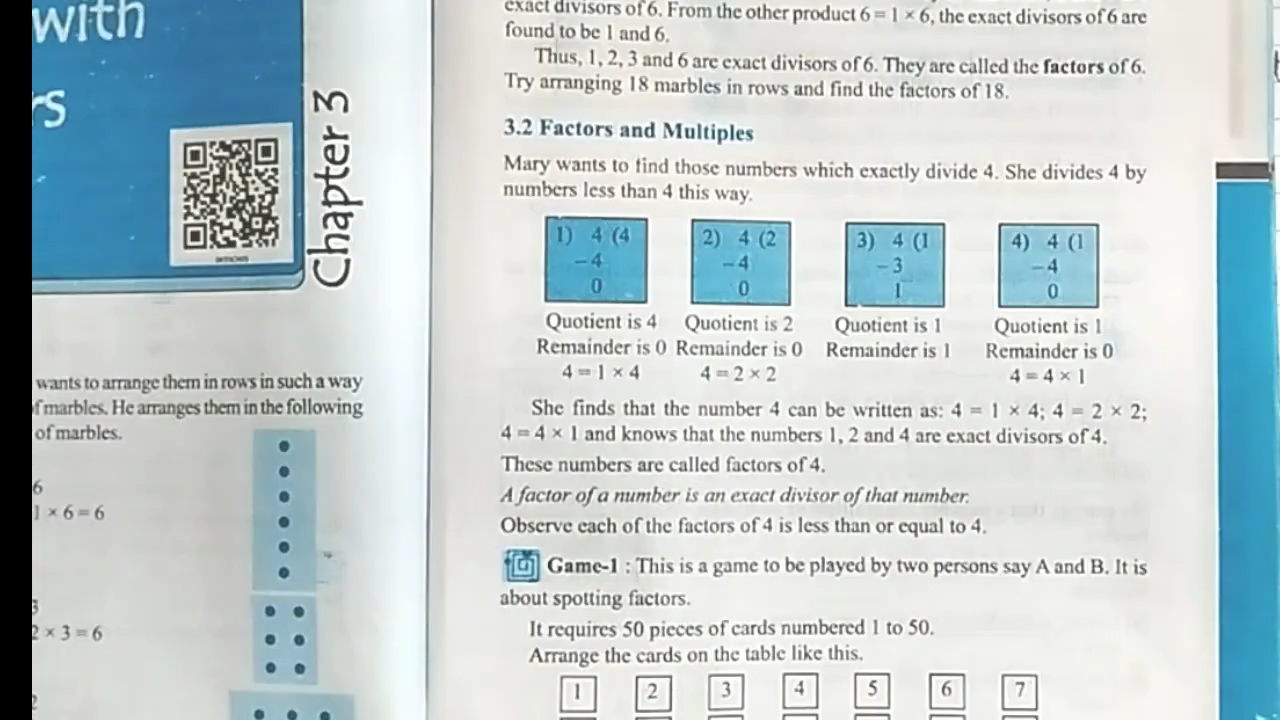 with
rs
Chapter 3
wants to arrange them in rows in such a way
of marbles. He arranges them in the following
of marbles.
6
1 × 6 = 6
3
2 × 3 = 6
exact divisors of 6. From the other product 6 = 1 × 6, the exact divisors of 6 are
found to be 1 and 6.
Thus, 1, 2, 3 and 6 are exact divisors of 6. They are called the factors of 6.
Try arranging 18 marbles in rows and find the factors of 18.
3.2 Factors and Multiples
Mary wants to find those numbers which exactly divide 4. She divides 4 by
numbers less than 4 this way.
1) 4 (4 2) 4 (2 3) 4 (1 4) 4 (1
−4 −4 −3 −4
0 0 1 0
Quotient is 4 Quotient is 2 Quotient is 1 Quotient is 1
Remainder is 0 Remainder is 0 Remainder is 1 Remainder is 0
4 = 1 × 4 4 = 2 × 2 4 = 4 × 1
She finds that the number 4 can be written as: 4 = 1 × 4; 4 = 2 × 2;
4 = 4 × 1 and knows that the numbers 1, 2 and 4 are exact divisors of 4.
These numbers are called factors of 4.
A factor of a number is an exact divisor of that number.
Observe each of the factors of 4 is less than or equal to 4.
Game-1 : This is a game to be played by two persons say A and B. It is
about spotting factors.
It requires 50 pieces of cards numbered 1 to 50.
Arrange the cards on the table like this.
1 2 3 4 5 6 7